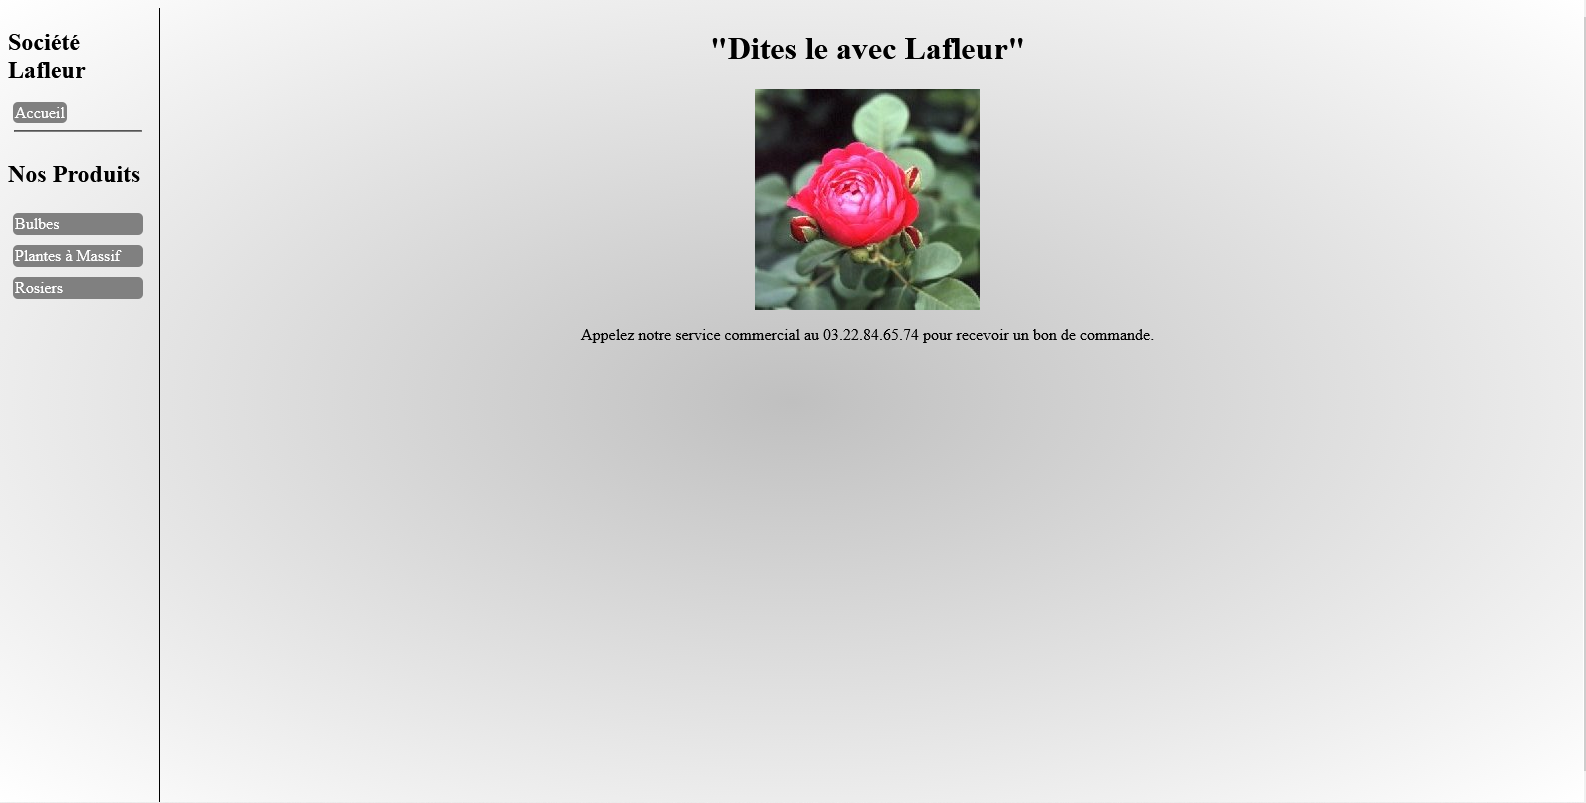 Société
Lafleur
Accueil
Nos Produits
Bulbes
Plantes à Massif
Rosiers
"Dites le avec Lafleur"
Appelez notre service commercial au 03.22.84.65.74 pour recevoir un bon de commande.